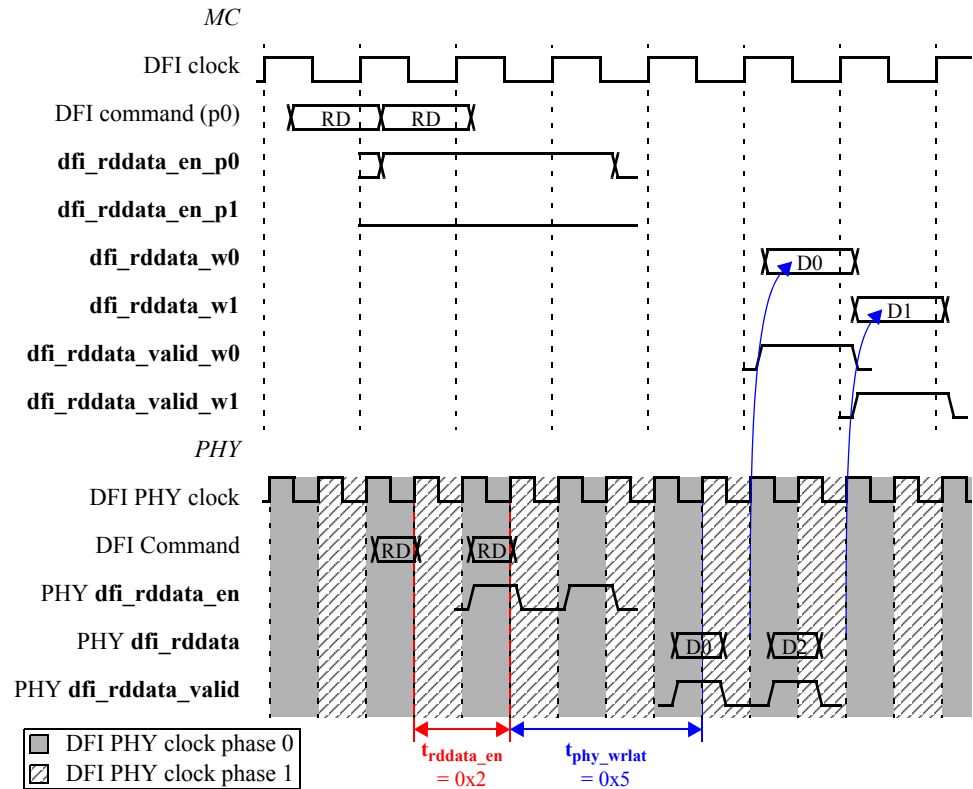 MC
DFI clock
DFI command (p0) RD RD
dfi_rddata_en_p0
dfi_rddata_en_p1
dfi_rddata_w0 D0
dfi_rddata_w1 D1
dfi_rddata_valid_w0
dfi_rddata_valid_w1
PHY
DFI PHY clock
DFI Command RD RD
PHY dfi_rddata_en
PHY dfi_rddata D0 D2
PHY dfi_rddata_valid
DFI PHY clock phase 0
DFI PHY clock phase 1
trddata_en
= 0x2
tphy_wrlat
= 0x5